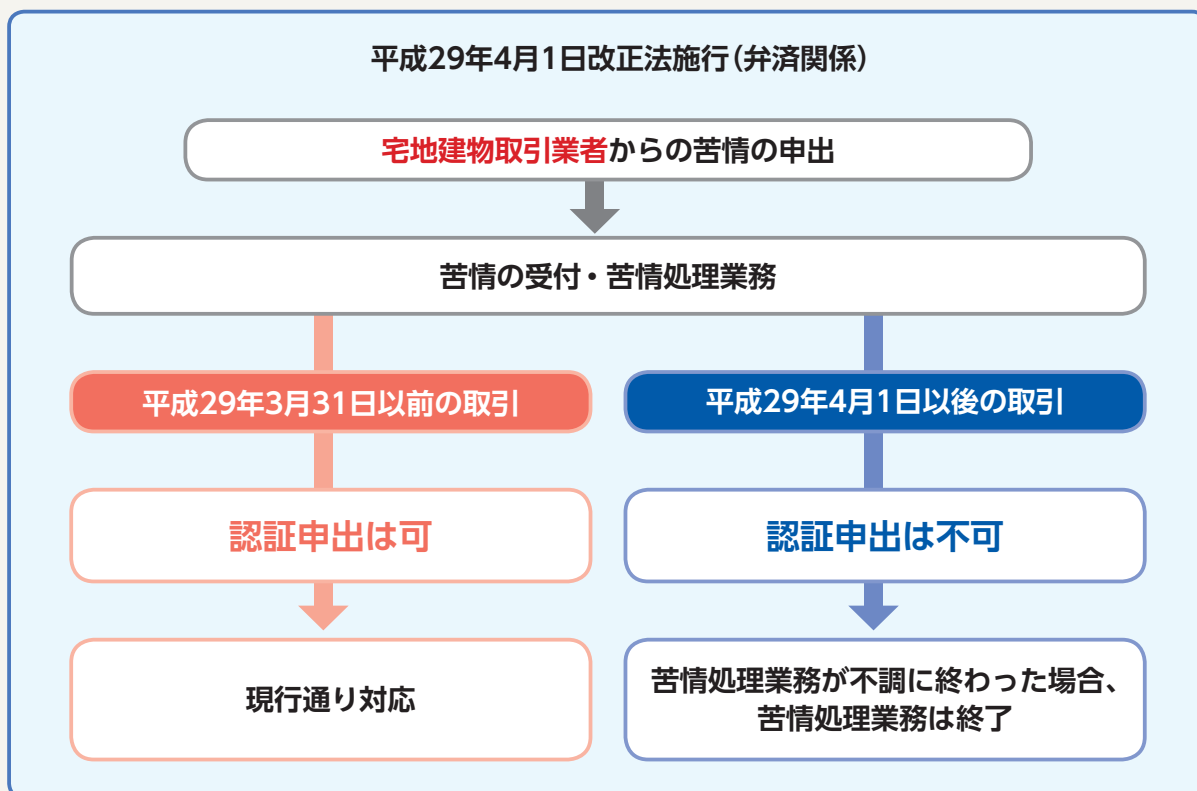 平成29年4月1日改正法施行(弁済関係)
宅地建物取引業者からの苦情の申出
苦情の受付・苦情処理業務
平成29年3月31日以前の取引
平成29年4月1日以後の取引
認証申出は可
認証申出は不可
現行通り対応
苦情処理業務が不調に終わった場合、
苦情処理業務は終了